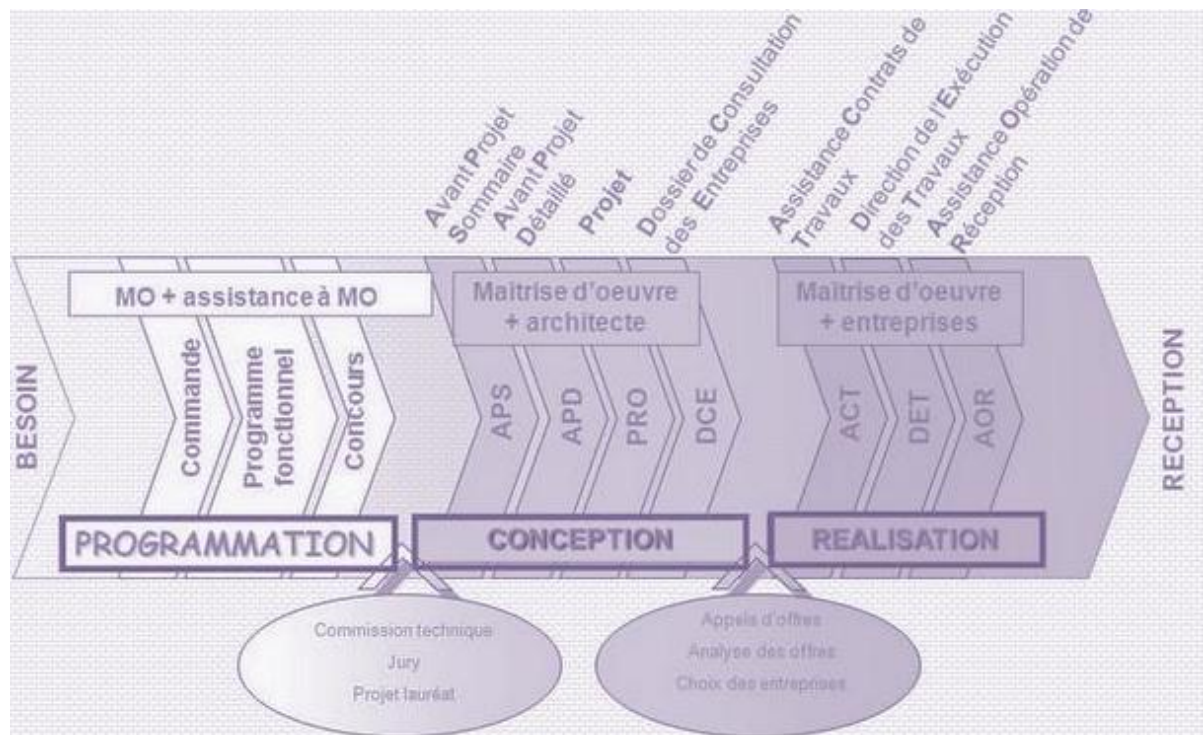 Avant Projet
Sommaire
Avant Projet
Détaillé
Projet
Dossier de Consultation
des Entreprises
Assistance Contrats de
Travaux
Direction de l'Exécution
des Travaux
Assistance Opération de
Réception
BESOIN
MO + assistance à MO
Commande
Programme
fonctionnel
Concours
Maîtrise d'oeuvre
+ architecte
APS
APD
PRO
DCE
Maîtrise d'oeuvre
+ entreprises
ACT
DET
AOR
RECEPTION
PROGRAMMATION
CONCEPTION
REALISATION
Commission technique
Jury
Projet lauréat
Appels d'offres
Analyse des offres
Choix des entreprises